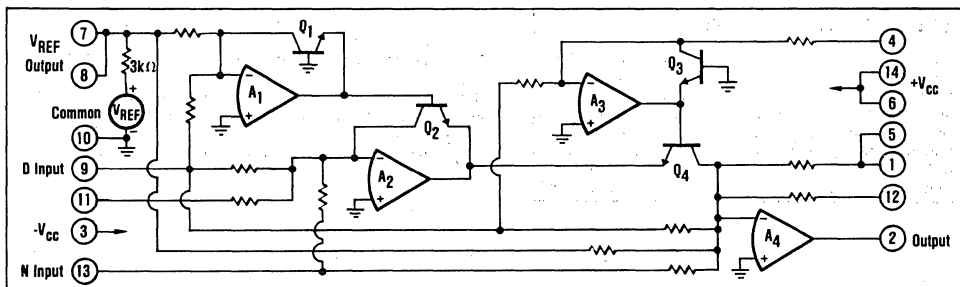 7
V_REF
Output
8
3kΩ
+
V_REF
−
Common
10
D Input
9
11
-V_CC
3
N Input
13
Q₁
−
A₁
+
Q₂
−
A₂
+
Q₃
−
A₃
+
Q₄
−
A₄
+
4
14
+V_CC
6
5
1
12
2
Output